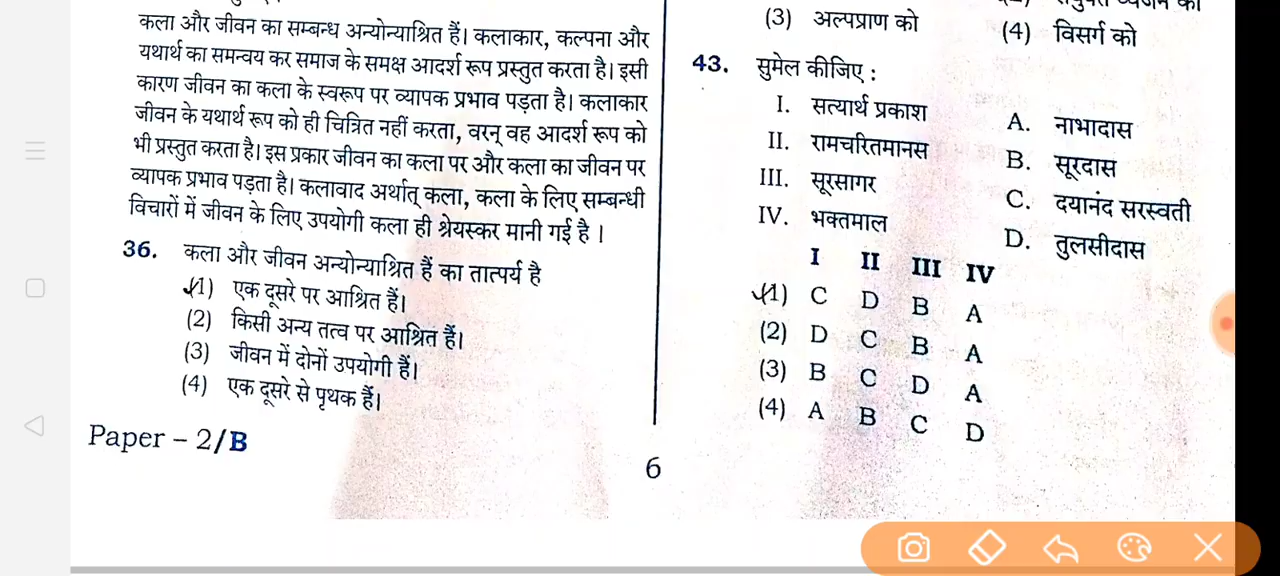 कला और जीवन का सम्बन्ध अन्योन्याश्रित हैं। कलाकार, कल्पना और
यथार्थ का समन्वय कर समाज के समक्ष आदर्श रूप प्रस्तुत करता है। इसी
कारण जीवन का कला के स्वरूप पर व्यापक प्रभाव पड़ता है। कलाकार
जीवन के यथार्थ रूप को ही चित्रित नहीं करता, वरन् वह आदर्श रूप को
भी प्रस्तुत करता है। इस प्रकार जीवन का कला पर और कला का जीवन पर
व्यापक प्रभाव पड़ता है। कलावाद अर्थात् कला, कला के लिए सम्बन्धी
विचारों में जीवन के लिए उपयोगी कला ही श्रेयस्कर मानी गई है ।
36. कला और जीवन अन्योन्याश्रित हैं का तात्पर्य है
(1) एक दूसरे पर आश्रित हैं।
(2) किसी अन्य तत्व पर आश्रित हैं।
(3) जीवन में दोनों उपयोगी हैं।
(4) एक दूसरे से पृथक हैं।
Paper – 2/B
6
(3) अल्पप्राण को
(4) विसर्ग को
43. सुमेल कीजिए :
I. सत्यार्थ प्रकाश
A. नाभादास
II. रामचरितमानस
B. सूरदास
III. सूरसागर
C. दयानंद सरस्वती
IV. भक्तमाल
D. तुलसीदास
I II III IV
(1) C D B A
(2) D C B A
(3) B C D A
(4) A B C D